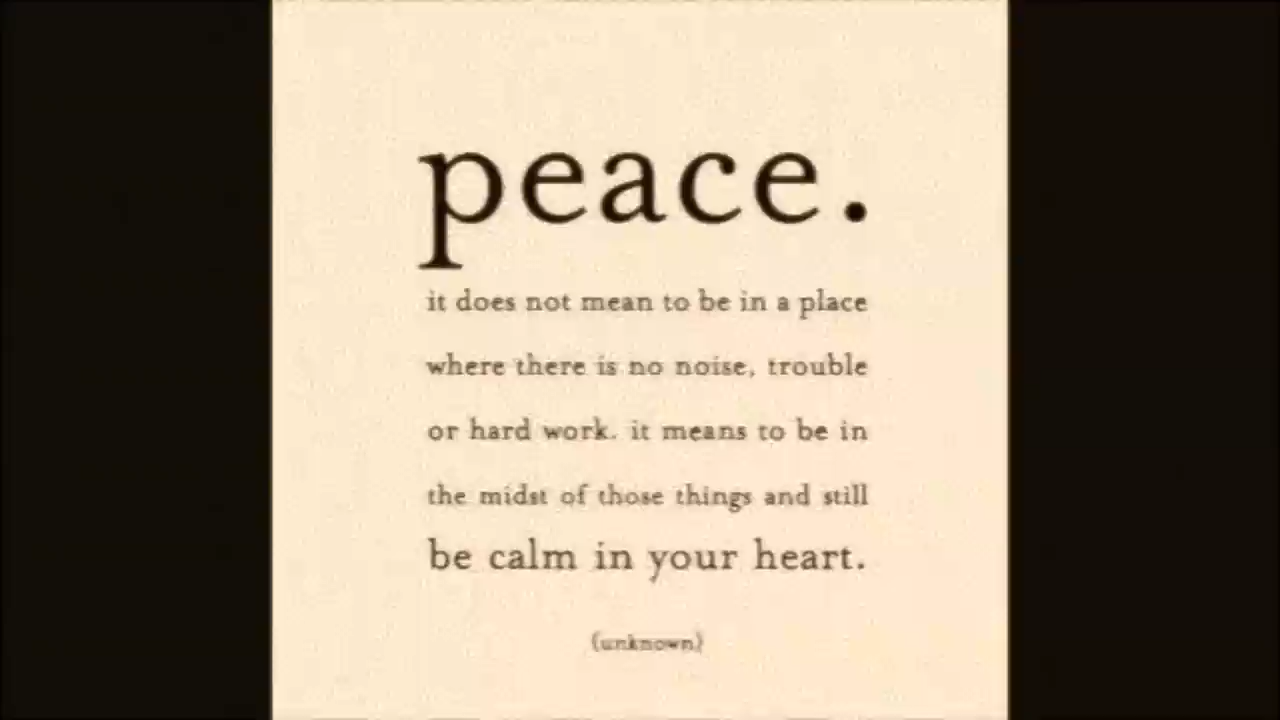 peace.
it does not mean to be in a place
where there is no noise, trouble
or hard work. it means to be in
the midst of those things and still
be calm in your heart.
{unknown}